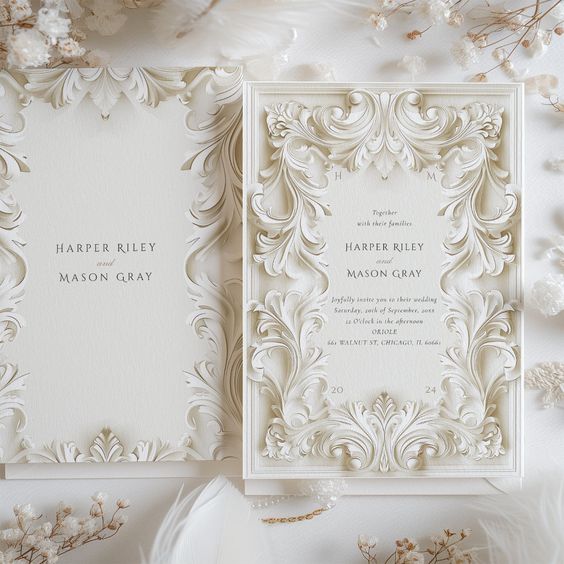 HARPER RILEY
and
MASON GRAY
H M
Together
with their families
HARPER RILEY
and
MASON GRAY
Joyfully invite you to their wedding
Saturday, 20th of September, 202x
12 O'clock in the afternoon
ORIOLE
661 WALNUT ST, CHICAGO, IL 60661
20 24